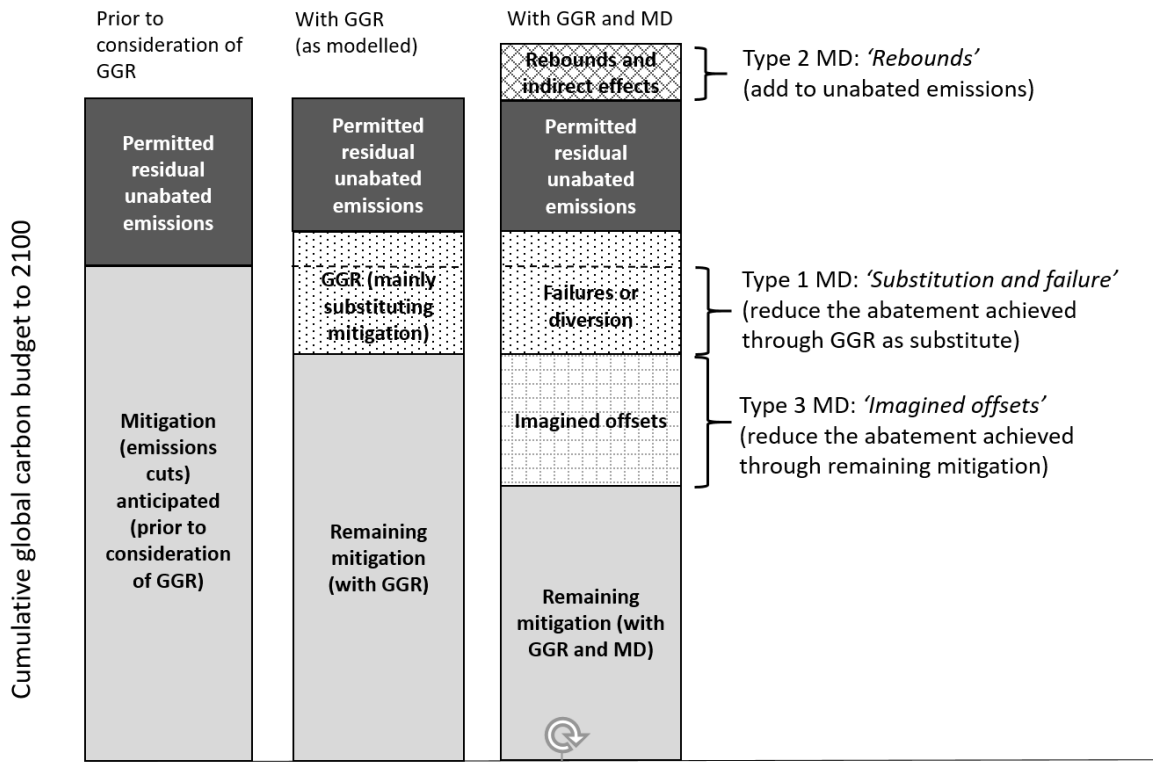 Cumulative global carbon budget to 2100
Prior to
consideration of
GGR
Permitted
residual
unabated
emissions
Mitigation
(emissions
cuts)
anticipated
(prior to
consideration
of GGR)
With GGR
(as modelled)
Permitted
residual
unabated
emissions
GGR (mainly
substituting
mitigation)
Remaining
mitigation
(with GGR)
With GGR and MD
Rebounds and
indirect effects
Permitted
residual
unabated
emissions
Failures or
diversion
Imagined offsets
Remaining
mitigation (with
GGR and MD)
Type 2 MD: ‘Rebounds’
(add to unabated emissions)
Type 1 MD: ‘Substitution and failure’
(reduce the abatement achieved
through GGR as substitute)
Type 3 MD: ‘Imagined offsets’
(reduce the abatement achieved
through remaining mitigation)